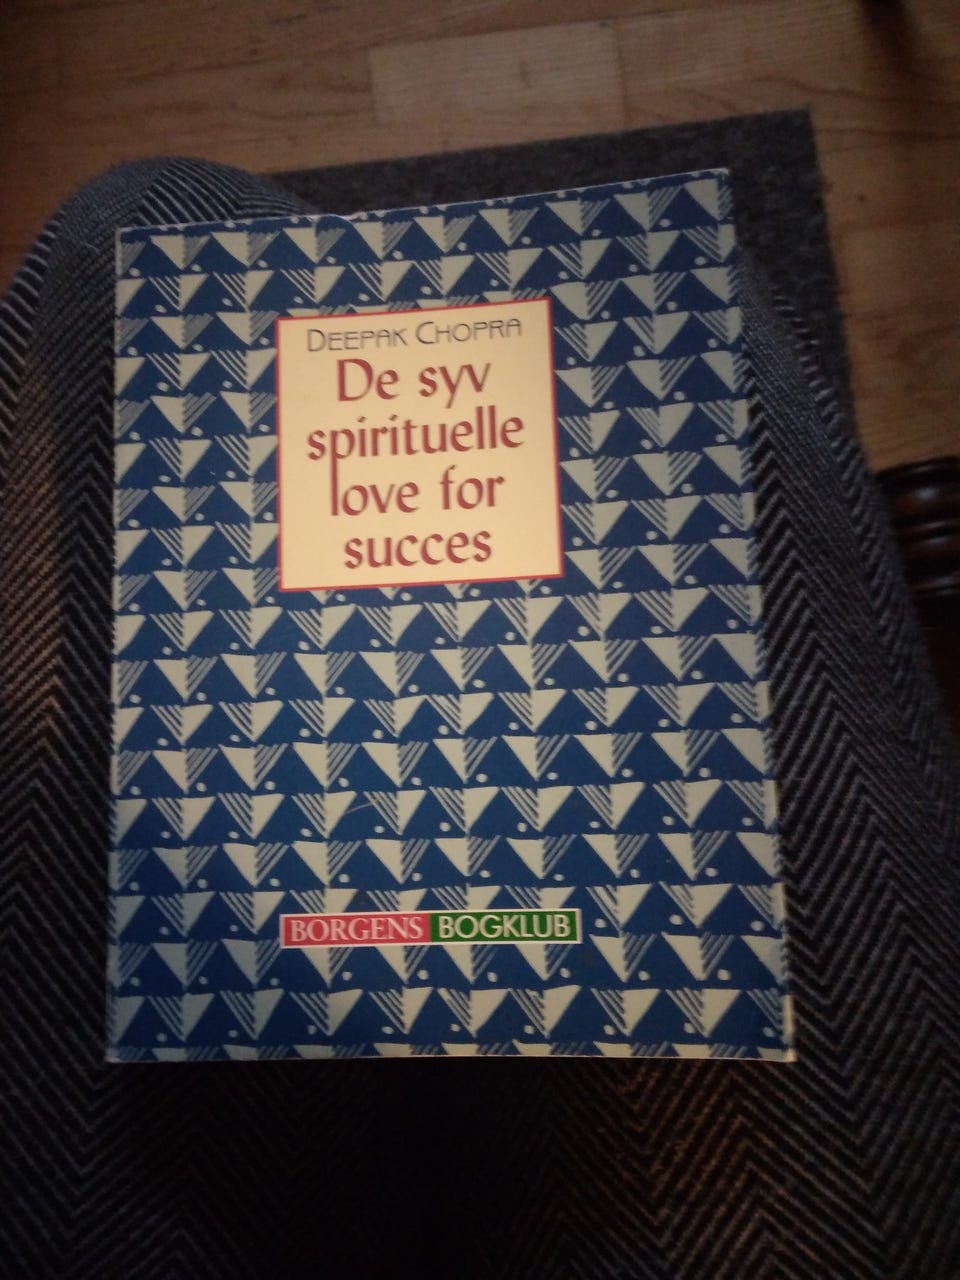 DEEPAK CHOPRA
De syv
spirituelle
love for
succes
BORGENS BOGKLUB